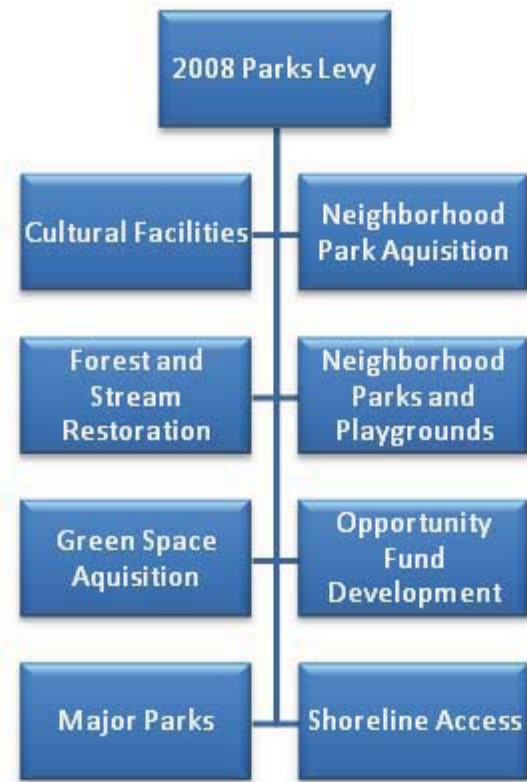 2008 Parks Levy
Cultural Facilities
Neighborhood
Park Aquisition
Forest and
Stream
Restoration
Neighborhood
Parks and
Playgrounds
Green Space
Aquisition
Opportunity
Fund
Development
Major Parks
Shoreline Access